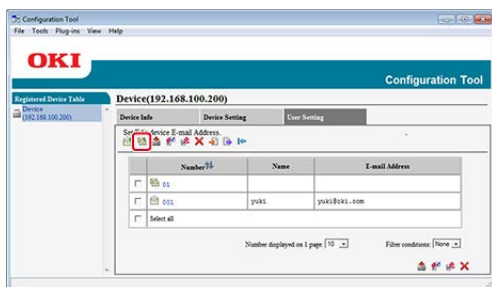 Configuration Tool
File Tools Plug-ins View Help
OKI
Configuration Tool
Registered Device Table
Device
(192.168.100.200)
Device(192.168.100.200)
Device Info Device Setting User Setting
Set device E-mail Address.
Number Name E-mail Address
01
001 yuki yuki@oki.com
Select all
Number displayed on 1 page: 10 Filter conditions: None